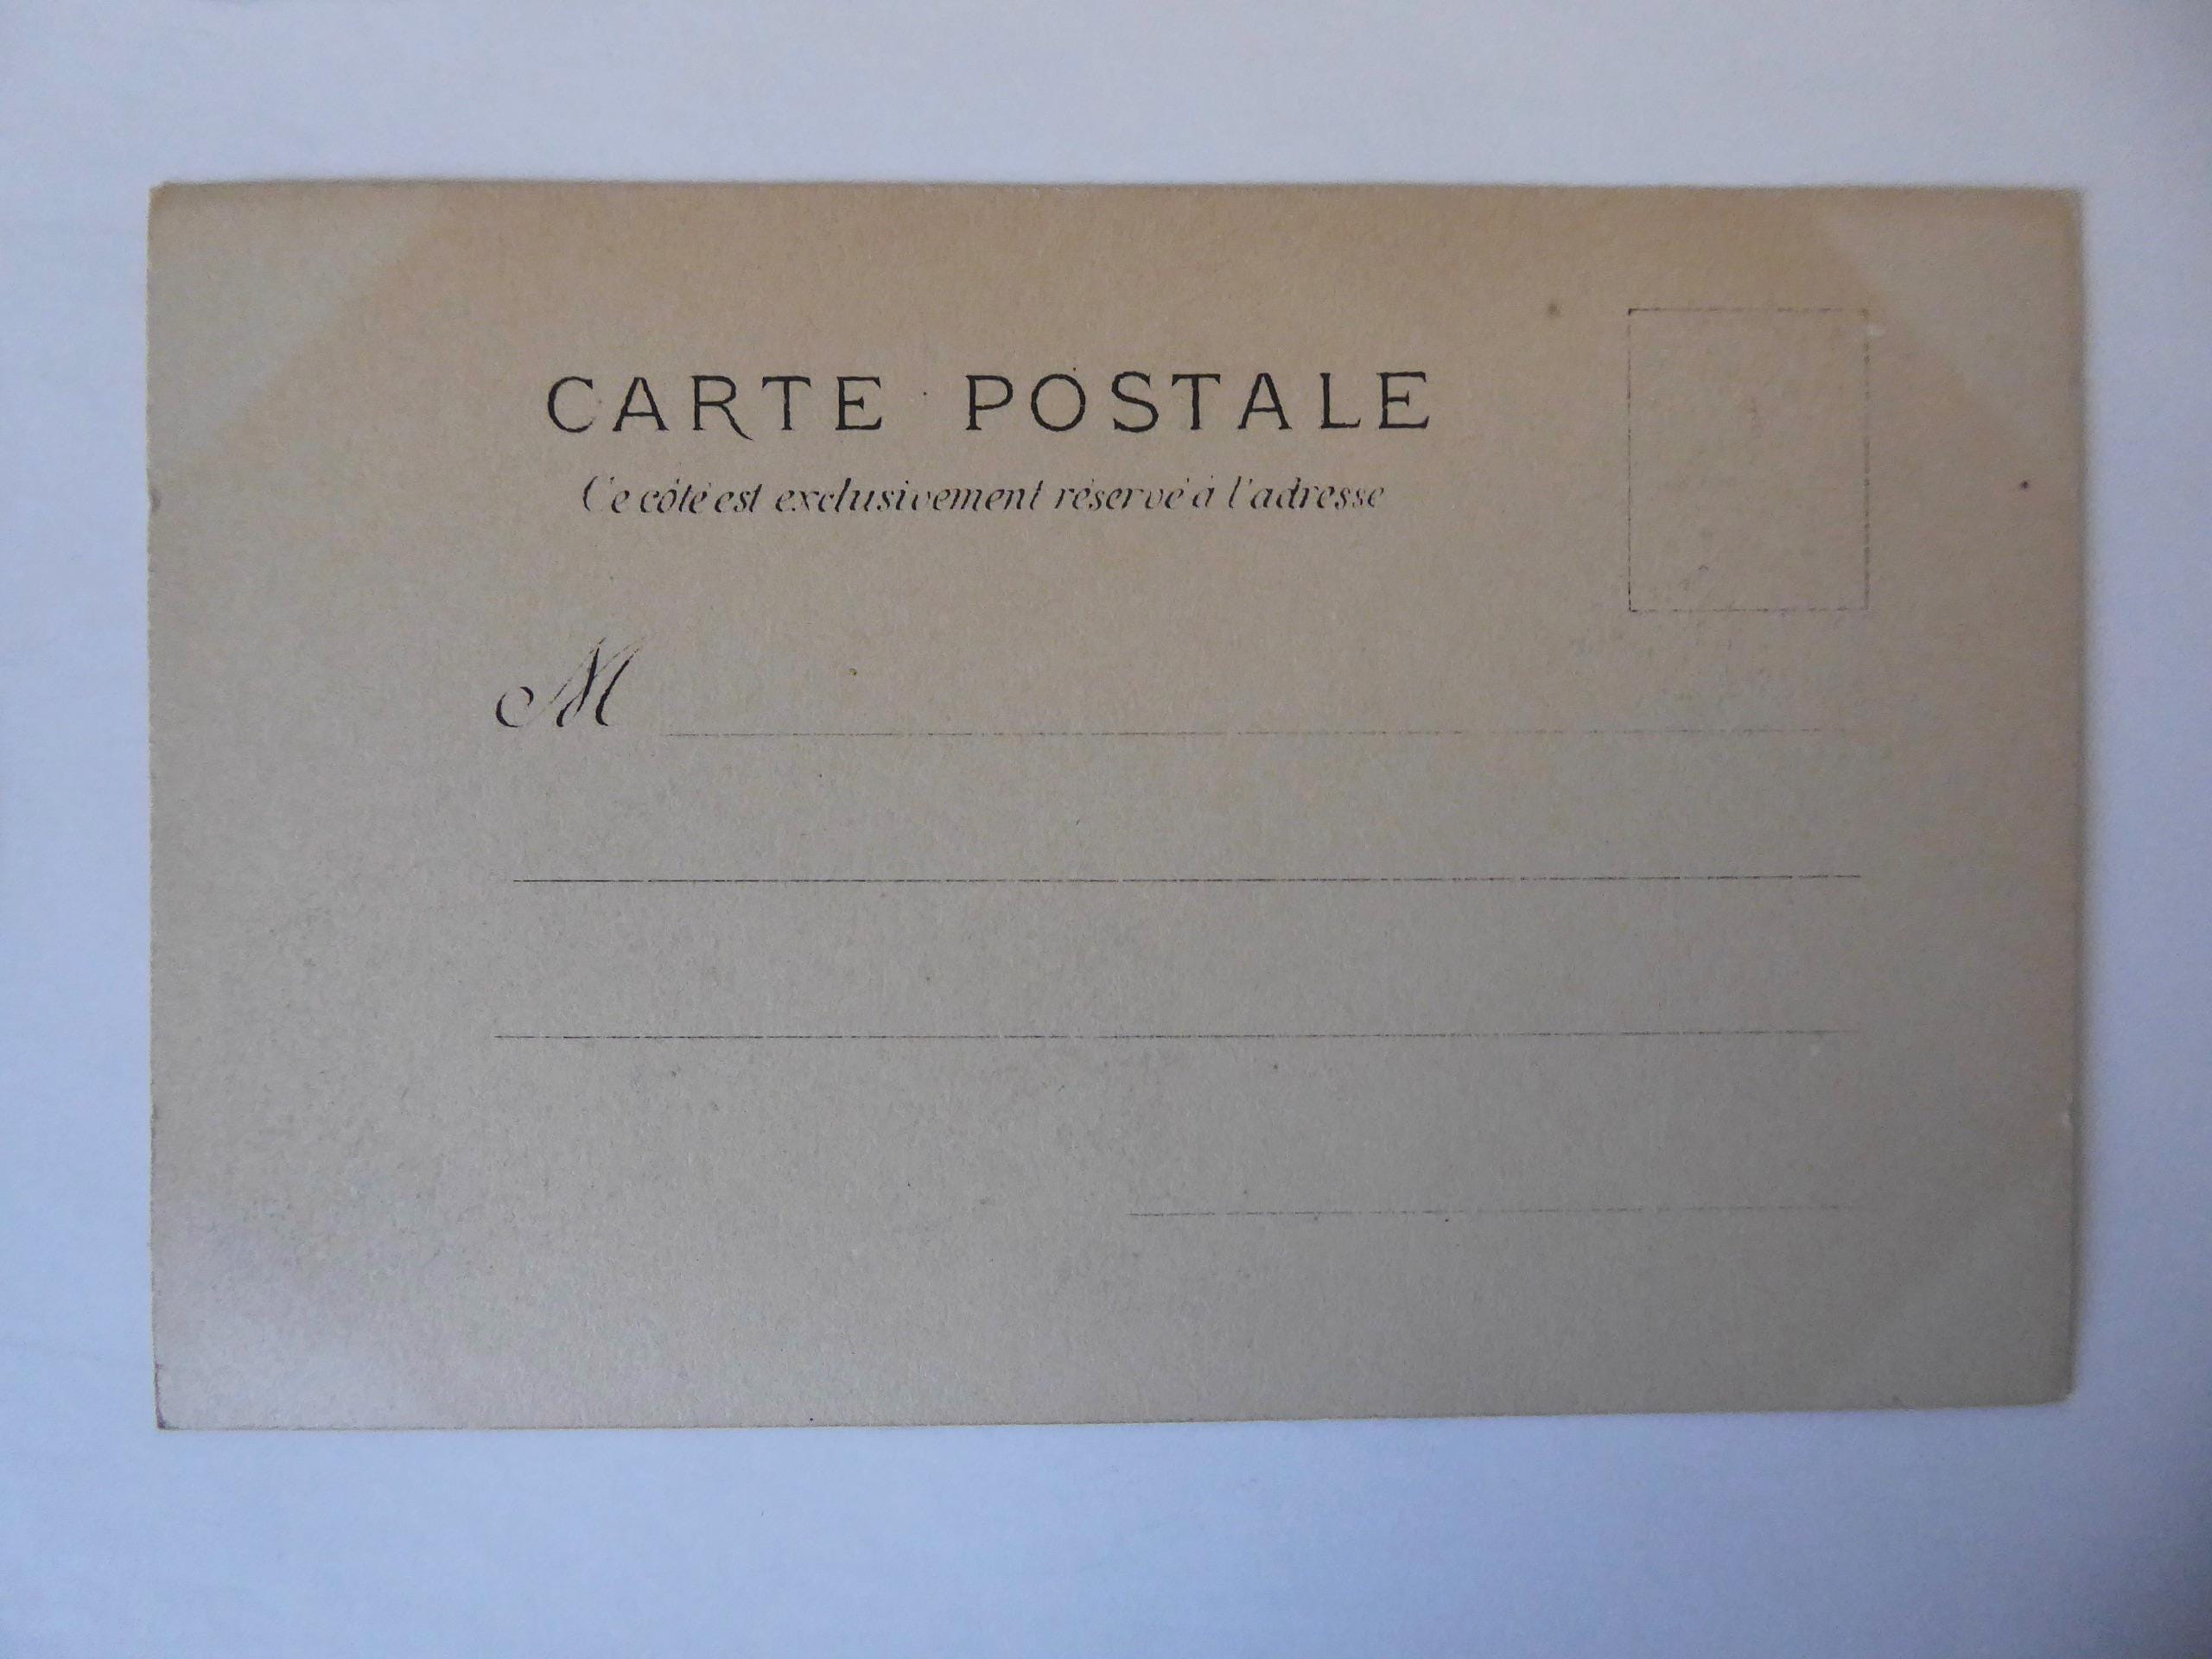 CARTE POSTALE
Ce côté est exclusivement réservé à l'adresse
M